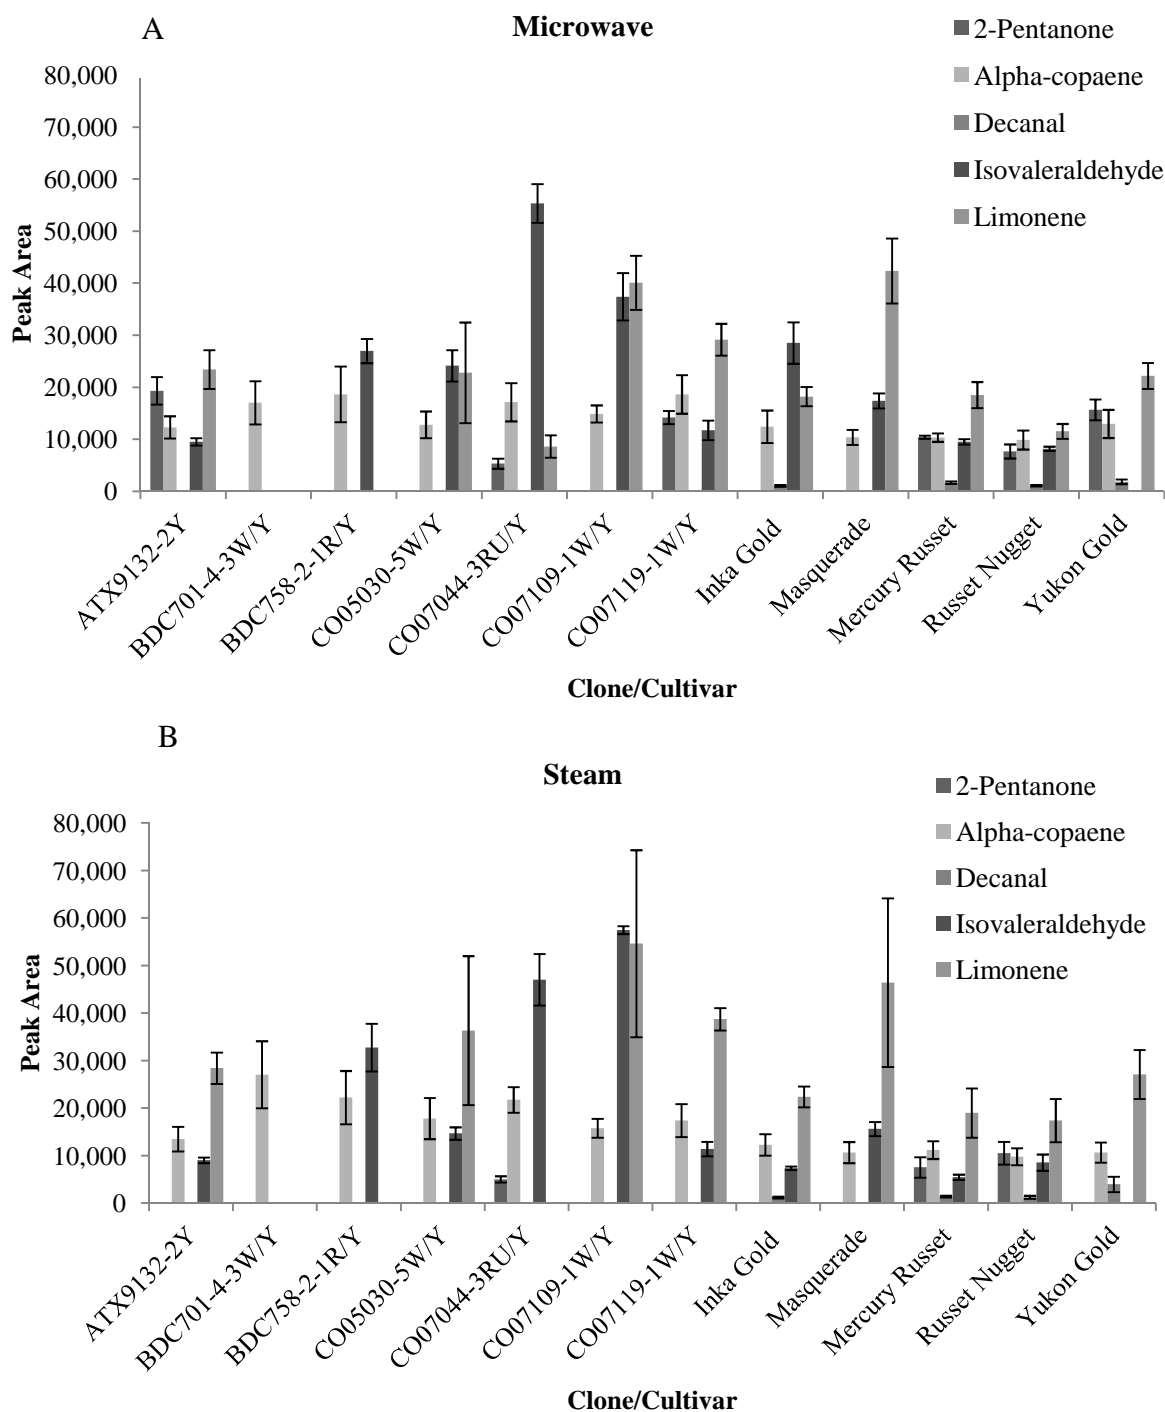 A
Microwave
2-Pentanone
Alpha-copaene
Decanal
Isovaleraldehyde
Limonene
80,000
70,000
60,000
50,000
40,000
30,000
20,000
10,000
0
Peak Area
ATX9132-2Y
BDC701-4-3W/Y
BDC758-2-1R/Y
CO05030-5W/Y
CO07044-3RU/Y
CO07109-1W/Y
CO07119-1W/Y
Inka Gold
Masquerade
Mercury Russet
Russet Nugget
Yukon Gold
Clone/Cultivar
B
Steam
2-Pentanone
Alpha-copaene
Decanal
Isovaleraldehyde
Limonene
80,000
70,000
60,000
50,000
40,000
30,000
20,000
10,000
0
Peak Area
ATX9132-2Y
BDC701-4-3W/Y
BDC758-2-1R/Y
CO05030-5W/Y
CO07044-3RU/Y
CO07109-1W/Y
CO07119-1W/Y
Inka Gold
Masquerade
Mercury Russet
Russet Nugget
Yukon Gold
Clone/Cultivar